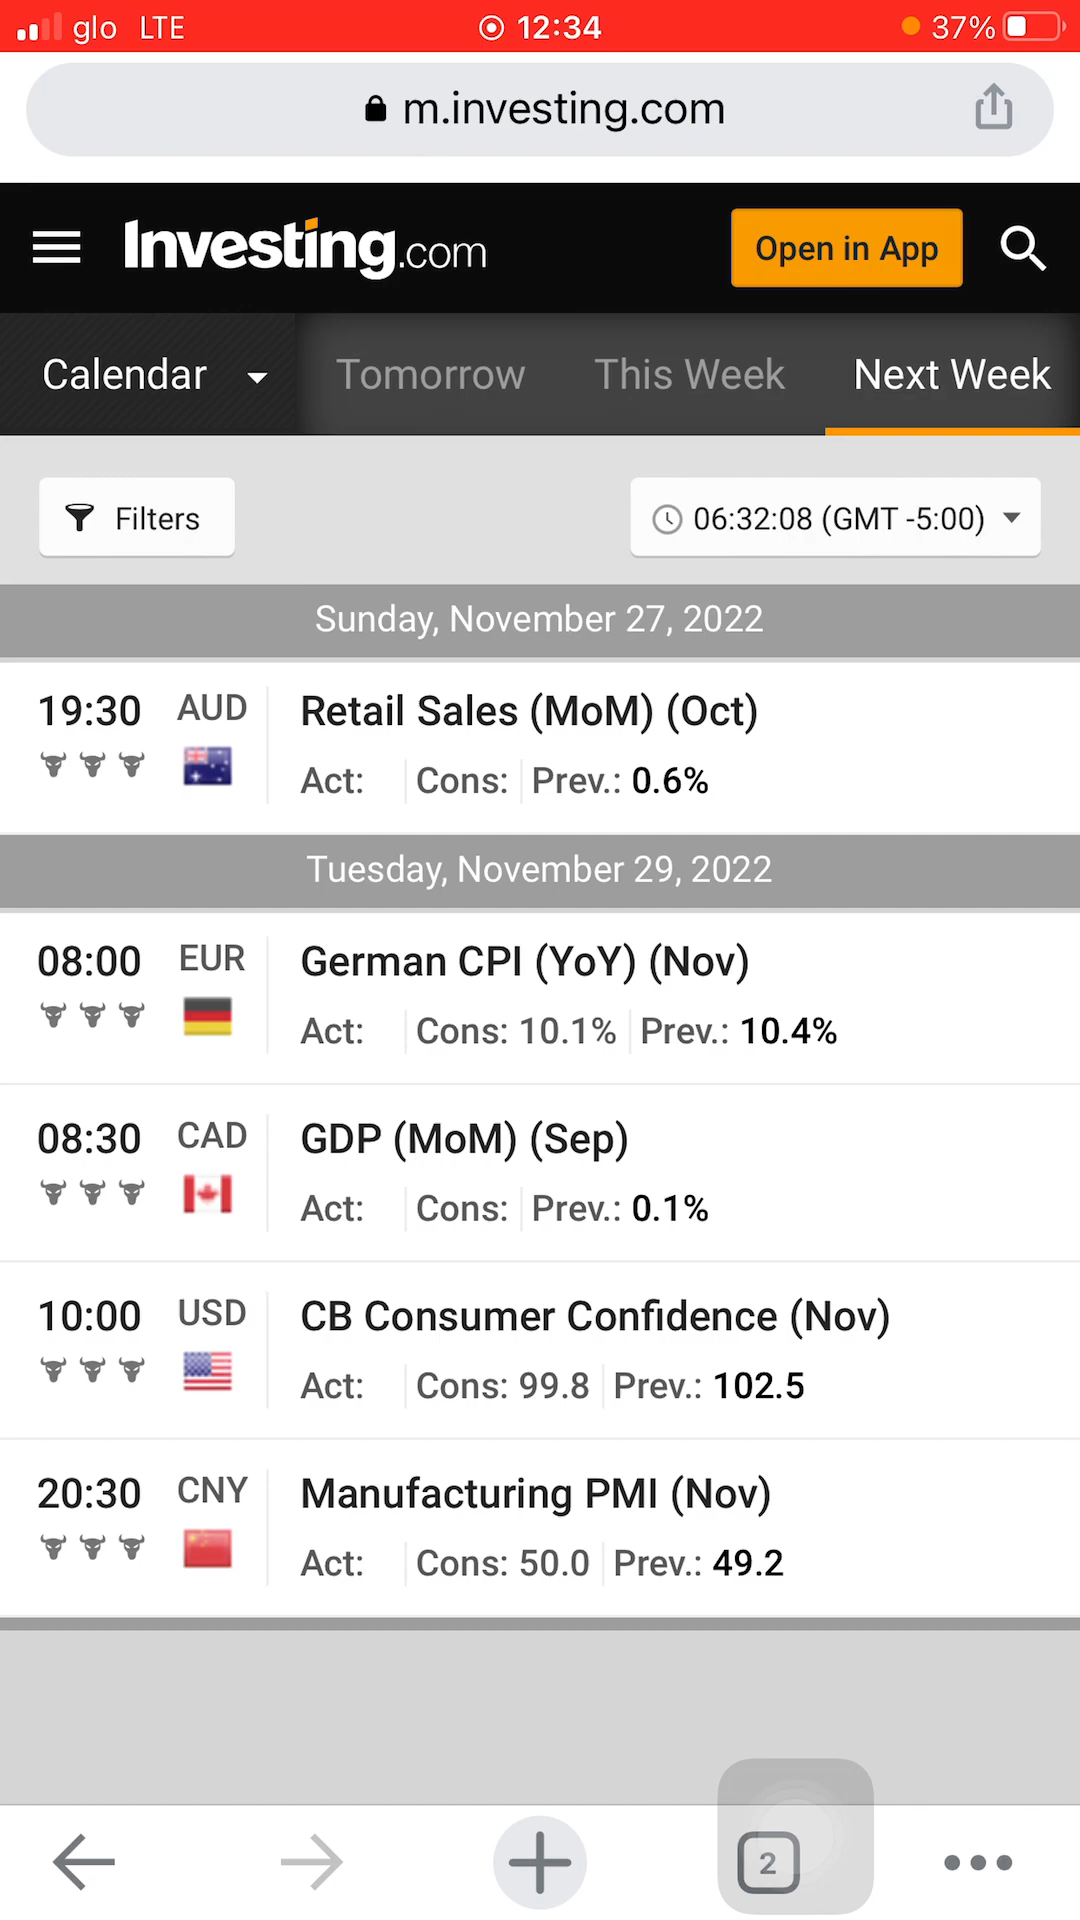 glo LTE 12:34 37%
m.investing.com
Investing.com Open in App
Calendar Tomorrow This Week Next Week
Filters 06:32:08 (GMT -5:00)
Sunday, November 27, 2022
19:30 AUD Retail Sales (MoM) (Oct)
Act: Cons: Prev.: 0.6%
Tuesday, November 29, 2022
08:00 EUR German CPI (YoY) (Nov)
Act: Cons: 10.1% Prev.: 10.4%
08:30 CAD GDP (MoM) (Sep)
Act: Cons: Prev.: 0.1%
10:00 USD CB Consumer Confidence (Nov)
Act: Cons: 99.8 Prev.: 102.5
20:30 CNY Manufacturing PMI (Nov)
Act: Cons: 50.0 Prev.: 49.2
2